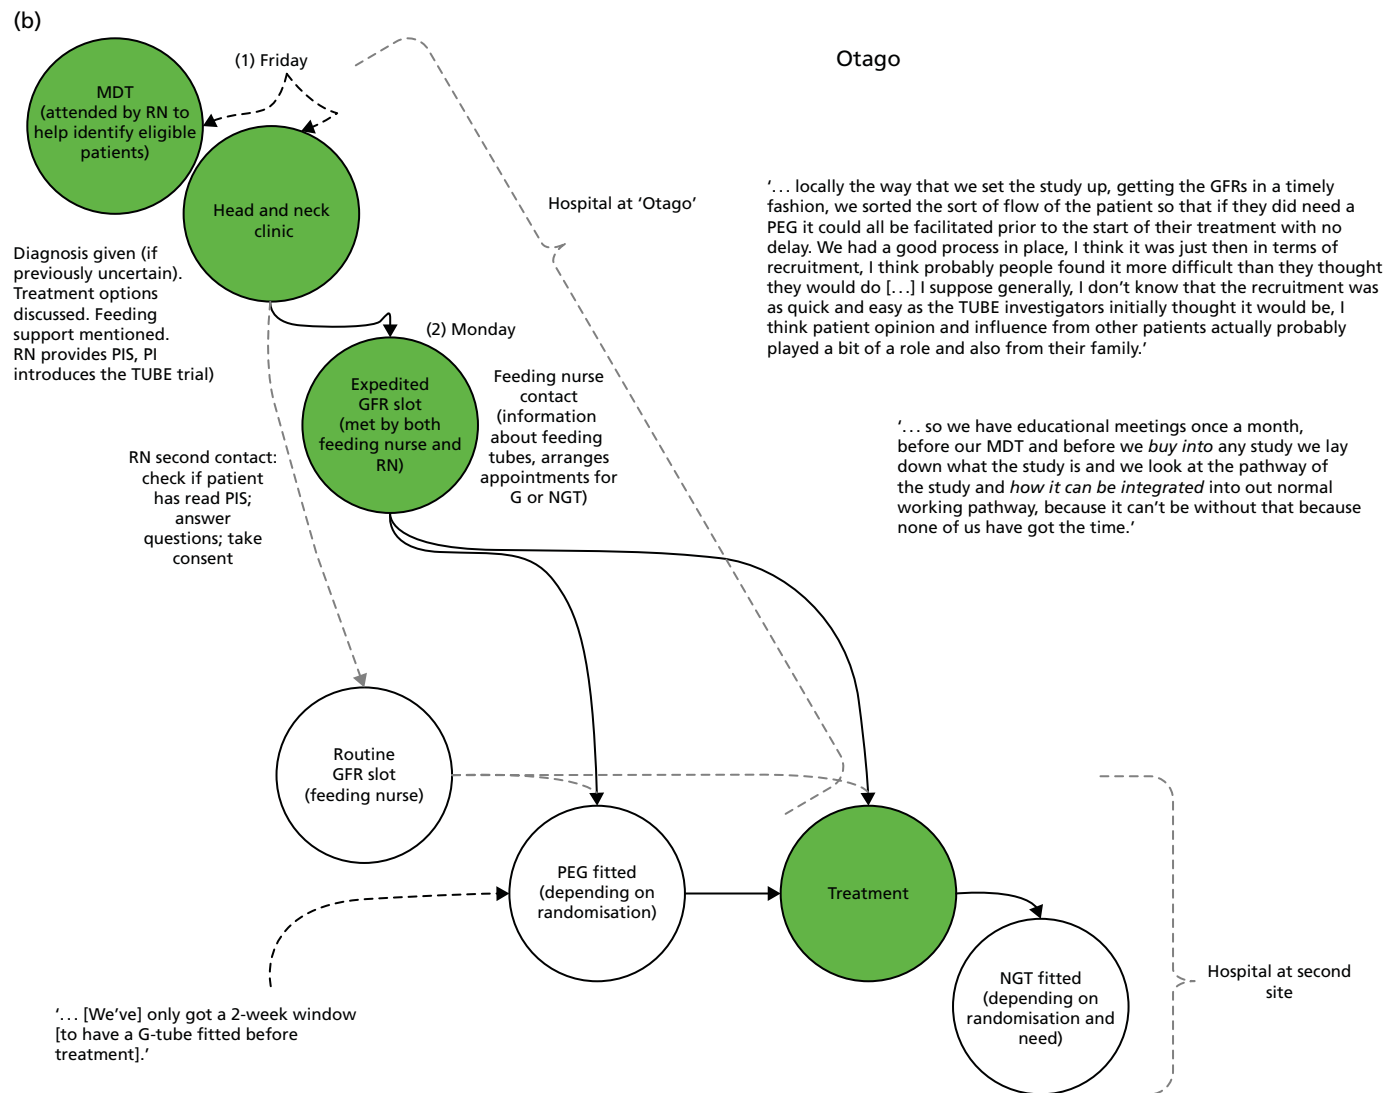 (b)
Otago
(1) Friday
MDT
(attended by RN to
help identify eligible
patients)
Head and neck
clinic
Hospital at ‘Otago’
Diagnosis given (if
previously uncertain).
Treatment options
discussed. Feeding
support mentioned.
RN provides PIS, PI
introduces the TUBE trial)
‘... locally the way that we set the study up, getting the GFRs in a timely
fashion, we sorted the sort of flow of the patient so that if they did need a
PEG it could all be facilitated prior to the start of their treatment with no
delay. We had a good process in place, I think it was just then in terms of
recruitment, I think probably people found it more difficult than they thought
they would do [...] I suppose generally, I don’t know that the recruitment was
as quick and easy as the TUBE investigators initially thought it would be, I
think patient opinion and influence from other patients actually probably
played a bit of a role and also from their family.’
(2) Monday
Expedited
GFR slot
(met by both
feeding nurse and
RN)
Feeding nurse
contact
(information
about feeding
tubes, arranges
appointments for
G or NGT)
‘... so we have educational meetings once a month,
before our MDT and before we buy into any study we lay
down what the study is and we look at the pathway of
the study and how it can be integrated into out normal
working pathway, because it can’t be without that because
none of us have got the time.’
RN second contact:
check if patient
has read PIS;
answer
questions; take
consent
Routine
GFR slot
(feeding nurse)
PEG fitted
(depending on
randomisation)
Treatment
NGT fitted
(depending on
randomisation and
need)
Hospital at second
site
‘... [We’ve] only got a 2-week window
[to have a G-tube fitted before
treatment].’